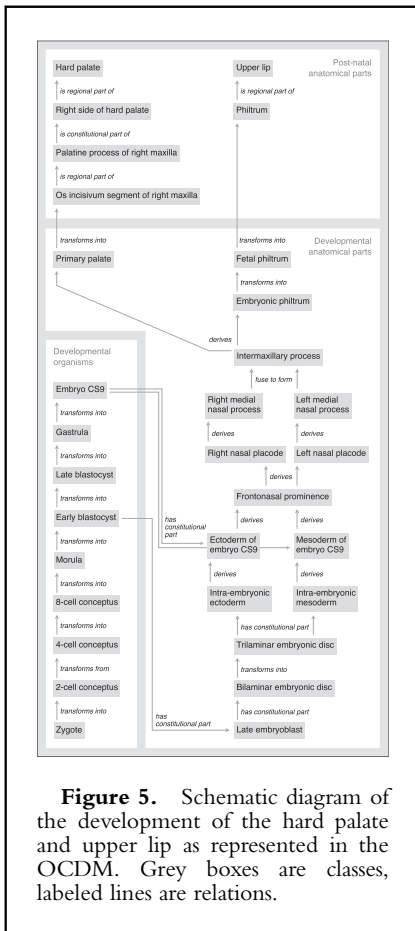 Post-natal
anatomical parts
Hard palate
is regional part of
Right side of hard palate
is constitutional part of
Palatine process of right maxilla
is regional part of
Os incisivum segment of right maxilla
transforms into
Upper lip
is regional part of
Philtrum
transforms into
Developmental
anatomical parts
Primary palate
Fetal philtrum
transforms into
Embryonic philtrum
derives
Intermaxillary process
fuse to form
Right medial
nasal process
Left medial
nasal process
derives
derives
Right nasal placode
Left nasal placode
derives
Frontonasal prominence
derives
derives
Ectoderm of
embryo CS9
Mesoderm of
embryo CS9
derives
derives
Intra-embryonic
ectoderm
Intra-embryonic
mesoderm
has constitutional part
Trilaminar embryonic disc
transforms into
Bilaminar embryonic disc
has constitutional part
Late embryoblast
Developmental
organisms
Embryo CS9
transforms into
Gastrula
transforms into
Late blastocyst
transforms into
Early blastocyst
transforms into
Morula
transforms into
8-cell conceptus
transforms into
4-cell conceptus
transforms from
2-cell conceptus
transforms into
Zygote
has
constitutional
part
has
constitutional part
Figure 5. Schematic diagram of
the development of the hard palate
and upper lip as represented in the
OCDM. Grey boxes are classes,
labeled lines are relations.